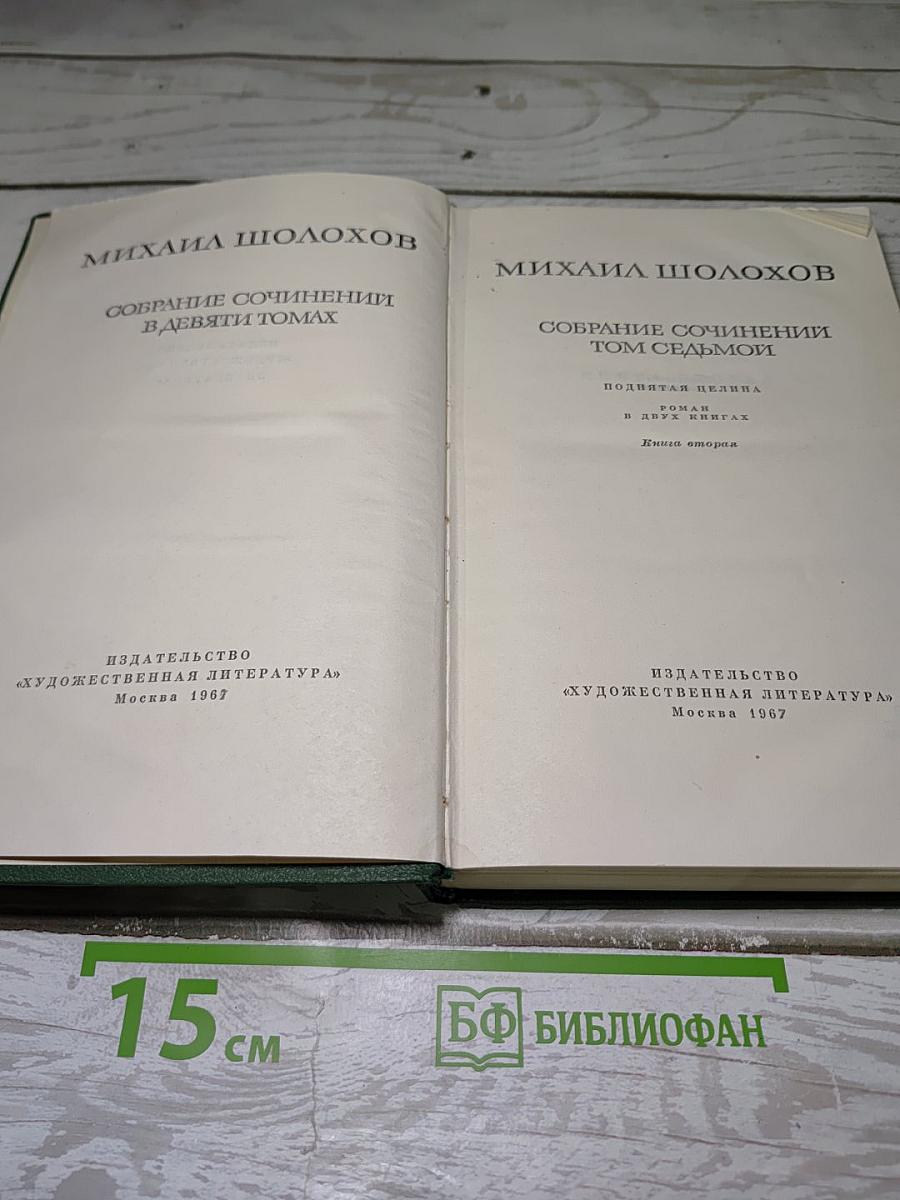 МИХАИЛ ШОЛОХОВ
СОБРАНИЕ СОЧИНЕНИЙ
В ДЕВЯТИ ТОМАХ
ИЗДАТЕЛЬСТВО
«ХУДОЖЕСТВЕННАЯ ЛИТЕРАТУРА»
Москва 1967
МИХАИЛ ШОЛОХОВ
СОБРАНИЕ СОЧИНЕНИЙ
ТОМ СЕДЬМОЙ
ПОДНЯТАЯ ЦЕЛИНА
РОМАН
В ДВУХ КНИГАХ
Книга вторая
ИЗДАТЕЛЬСТВО
«ХУДОЖЕСТВЕННАЯ ЛИТЕРАТУРА»
Москва 1967
15 см
БФ БИБЛИОФАН